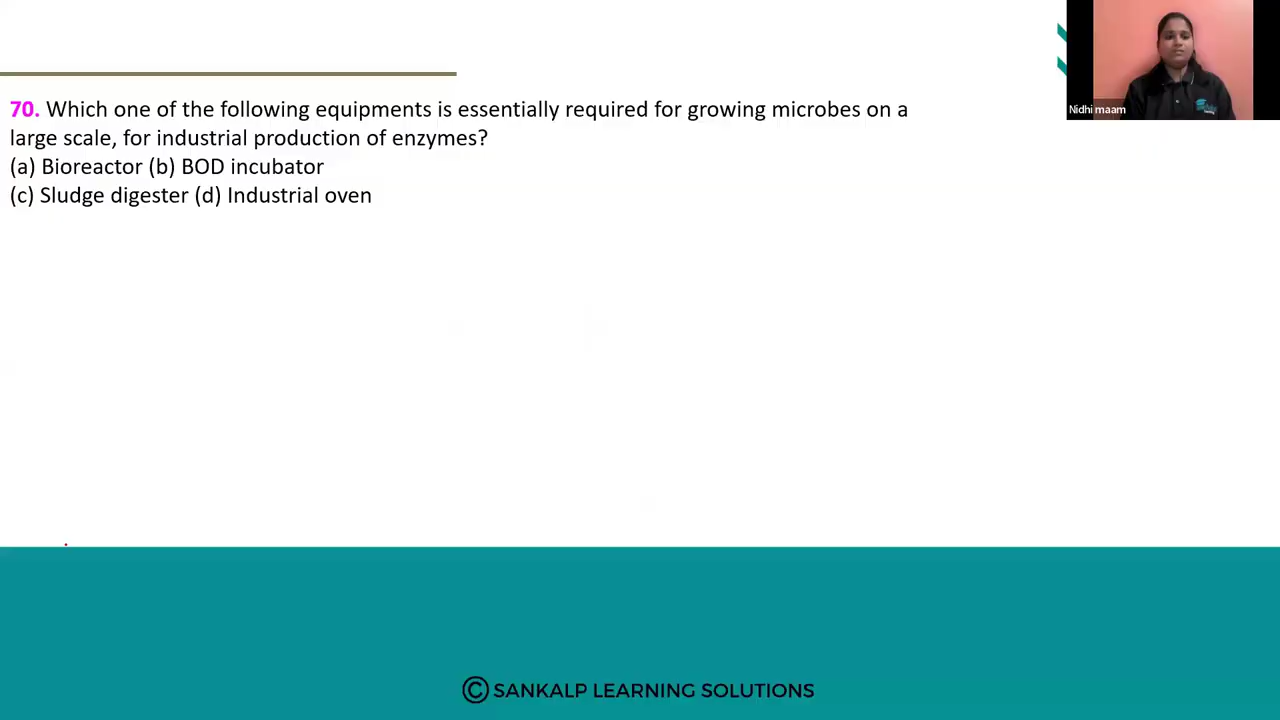 Nidhi maam
70. Which one of the following equipments is essentially required for growing microbes on a
large scale, for industrial production of enzymes?
(a) Bioreactor (b) BOD incubator
(c) Sludge digester (d) Industrial oven
© SANKALP LEARNING SOLUTIONS